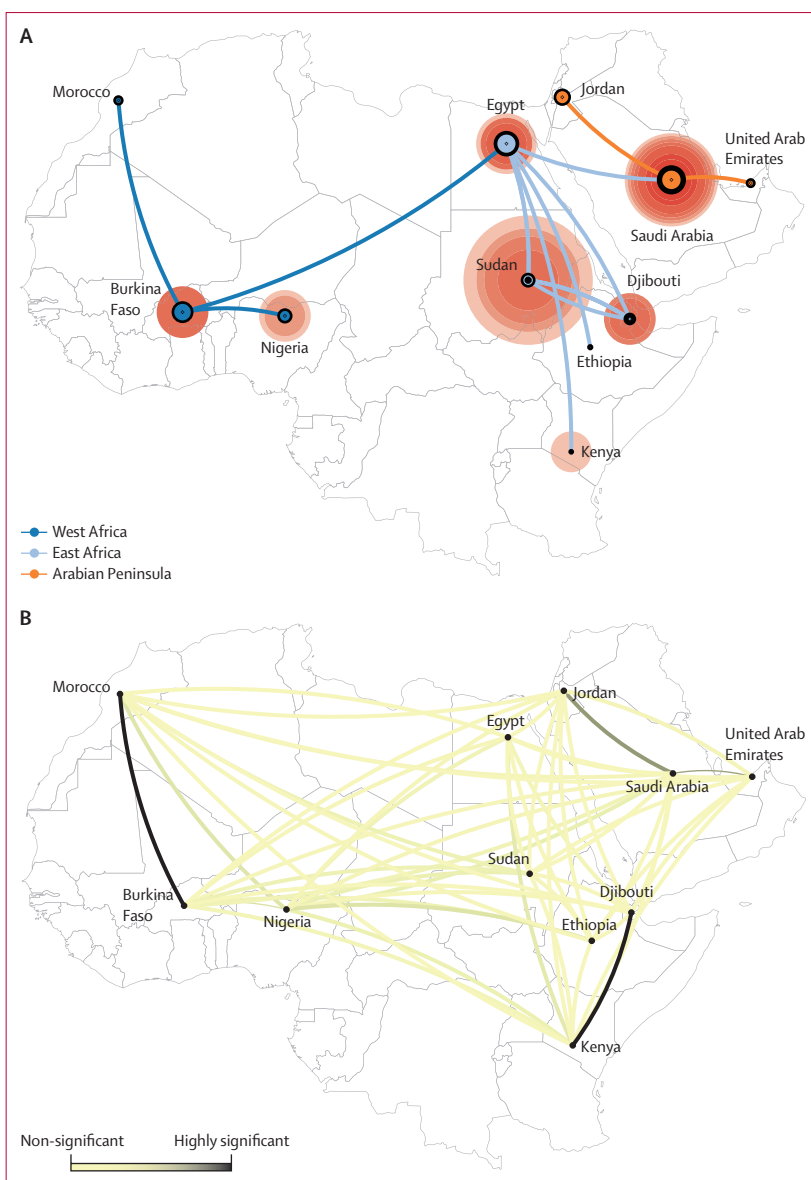 A
Morocco
Jordan
Egypt
United Arab
Emirates
Saudi Arabia
Sudan
Burkina
Faso
Djibouti
Nigeria
Ethiopia
Kenya
West Africa
East Africa
Arabian Peninsula
B
Morocco
Jordan
Egypt
United Arab
Emirates
Saudi Arabia
Sudan
Burkina
Faso
Djibouti
Nigeria
Ethiopia
Kenya
Non-significant
Highly significant